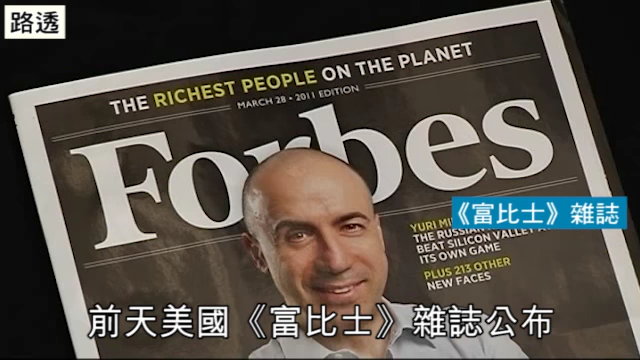 路透
THE RICHEST PEOPLE ON THE PLANET
MARCH 28 • 2011 EDITION
Forbes
《富比士》雜誌
YURI
THE RUSSIAN
BEAT SILICON VALLEY
ITS OWN GAME
PLUS 213 OTHER
NEW FACES
前天美國《富比士》雜誌公布